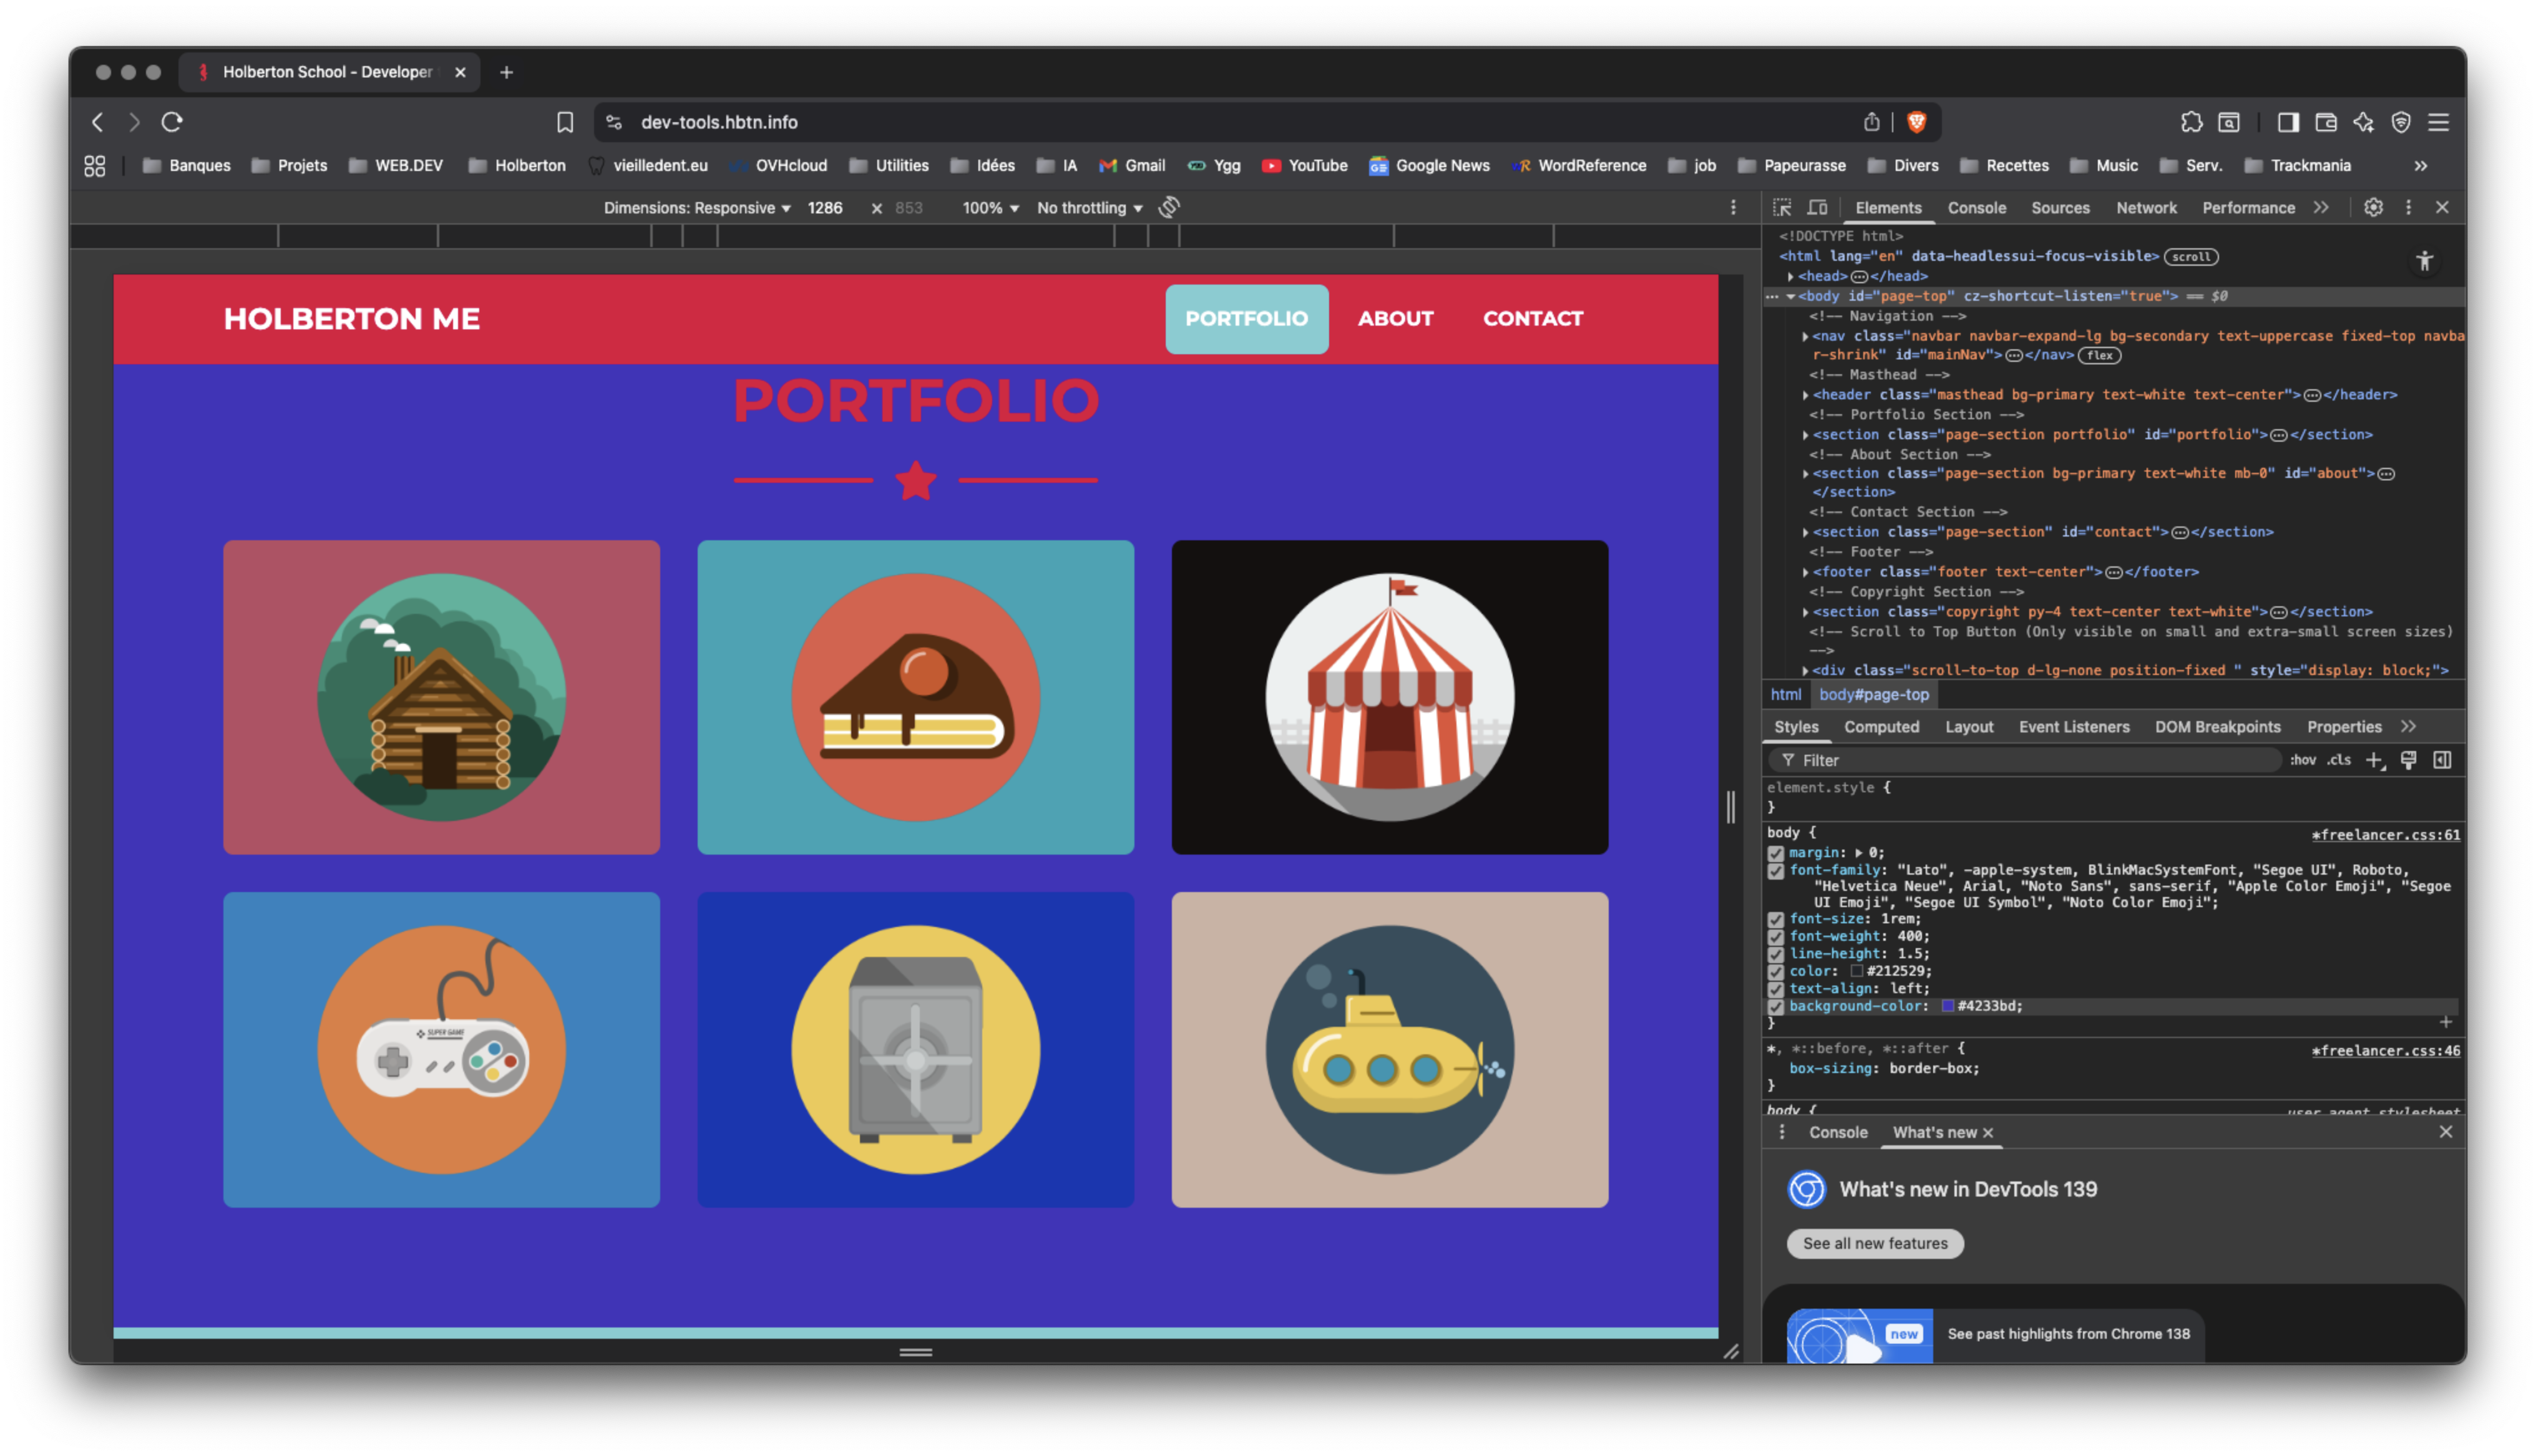 Holberton School - Developer
dev-tools.hbtn.info
Banques Projets WEB.DEV Holberton vieilledent.eu OVHcloud Utilities Idées IA Gmail Ygg YouTube Google News WordReference job Papeurasse Divers Recettes Music Serv. Trackmania »
Dimensions: Responsive 1286 × 853 100% No throttling
HOLBERTON ME
PORTFOLIO ABOUT CONTACT
PORTFOLIO
SUPER GAME
Elements Console Sources Network Performance
<!DOCTYPE html>
<html lang="en" data-headlessui-focus-visible> scroll
<head>…</head>
… <body id="page-top" cz-shortcut-listen="true"> == $0
<!-- Navigation -->
<nav class="navbar navbar-expand-lg bg-secondary text-uppercase fixed-top navba
r-shrink" id="mainNav">…</nav> flex
<!-- Masthead -->
<header class="masthead bg-primary text-white text-center">…</header>
<!-- Portfolio Section -->
<section class="page-section portfolio" id="portfolio">…</section>
<!-- About Section -->
<section class="page-section bg-primary text-white mb-0" id="about">…
</section>
<!-- Contact Section -->
<section class="page-section" id="contact">…</section>
<!-- Footer -->
<footer class="footer text-center">…</footer>
<!-- Copyright Section -->
<section class="copyright py-4 text-center text-white">…</section>
<!-- Scroll to Top Button (Only visible on small and extra-small screen sizes)
-->
<div class="scroll-to-top d-lg-none position-fixed " style="display: block;">
html body#page-top
Styles Computed Layout Event Listeners DOM Breakpoints Properties
Filter :hov .cls
element.style {
}
body { *freelancer.css:61
margin: 0;
font-family: "Lato", -apple-system, BlinkMacSystemFont, "Segoe UI", Roboto,
"Helvetica Neue", Arial, "Noto Sans", sans-serif, "Apple Color Emoji", "Segoe
UI Emoji", "Segoe UI Symbol", "Noto Color Emoji";
font-size: 1rem;
font-weight: 400;
line-height: 1.5;
color: #212529;
text-align: left;
background-color: #4233bd;
}
*, *::before, *::after { *freelancer.css:46
box-sizing: border-box;
}
body { user agent stylesheet
Console What's new
What's new in DevTools 139
See all new features
new
See past highlights from Chrome 138